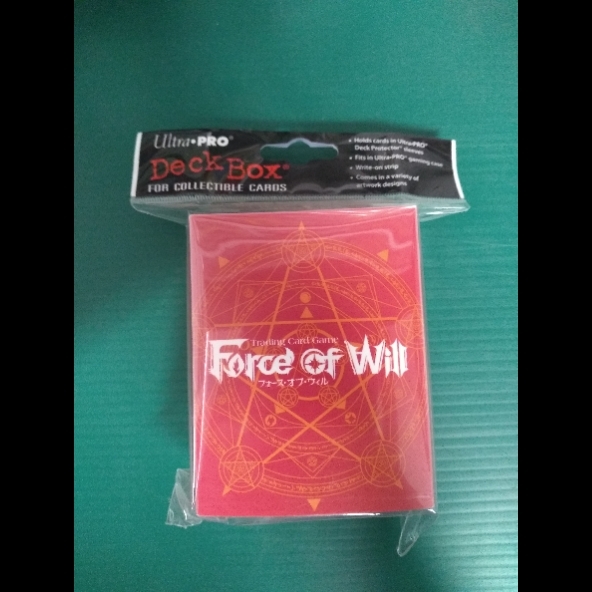 Ultra•PRO®
Deck Box®
FOR COLLECTIBLE CARDS
• Holds cards in Ultra•PRO®
Deck Protector® sleeves
• Fits in Ultra•PRO® gaming case
• Write-on strip
• Comes in a variety of
artwork designs
Trading Card Game
Force of Will
フォース・オブ・ウィル